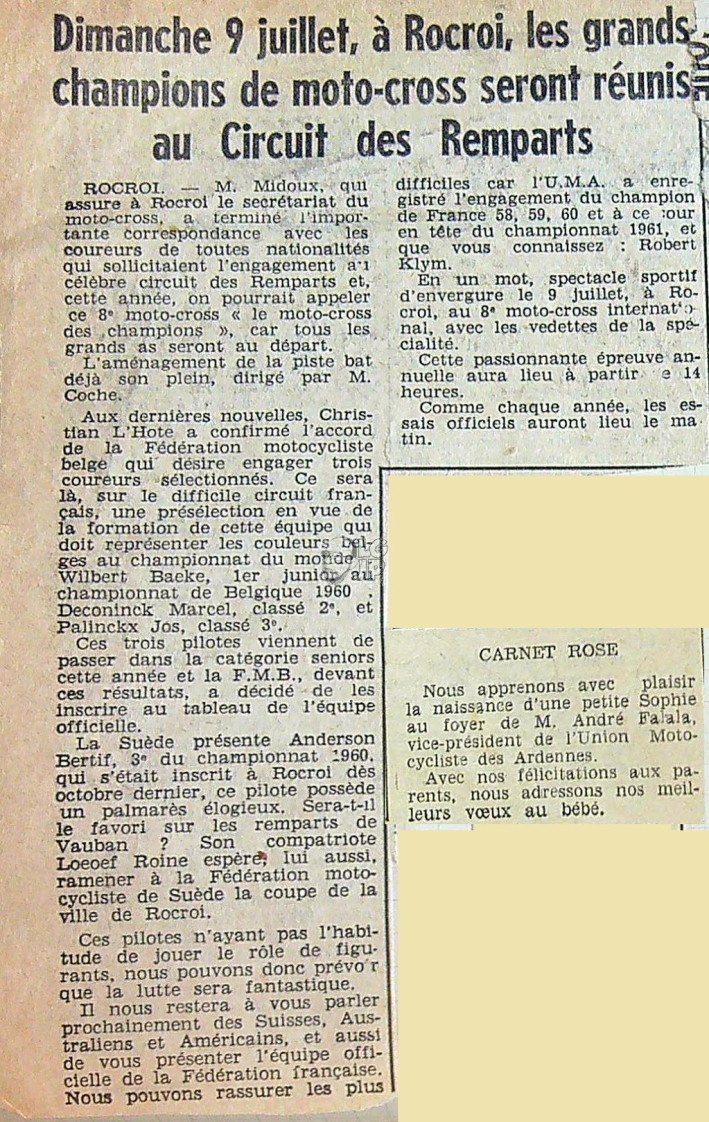 Dimanche 9 juillet, à Rocroi, les grands
champions de moto-cross seront réunis
au Circuit des Remparts
ROCROI. — M. Midoux, qui
assure à Rocroi le secrétariat du
moto-cross, a terminé l'impor-
tante correspondance avec les
coureurs de toutes nationalités
qui sollicitaient l'engagement au
célèbre circuit des Remparts et,
cette année, on pourrait appeler
ce 8e moto-cross « le moto-cross
des champions », car tous les
grands as seront au départ.
L'aménagement de la piste bat
déjà son plein, dirigé par M.
Coche.
Aux dernières nouvelles, Chris-
tian L'Hote a confirmé l'accord
de la Fédération motocycliste
belge qui désire engager trois
coureurs sélectionnés. Ce sera
là, sur le difficile circuit fran-
çais, une présélection en vue de
la formation de cette équipe qui
doit représenter les couleurs bel-
ges au championnat du monde :
Wilbert Baeke, 1er junior au
championnat de Belgique 1960 ,
Deconinck Marcel, classé 2e, et
Palinckx Jos, classé 3e.
Ces trois pilotes viennent de
passer dans la catégorie seniors
cette année et la F.M.B., devant
ces résultats, a décidé de les
inscrire au tableau de l'équipe
officielle.
La Suède présente Anderson
Bertif, 3e du championnat 1960,
qui s'était inscrit à Rocroi dès
octobre dernier, ce pilote possède
un palmarès élogieux. Sera-t-il
le favori sur les remparts de
Vauban ? Son compatriote
Loeoef Roine espère, lui aussi,
ramener à la Fédération moto-
cycliste de Suède la coupe de la
ville de Rocroi.
Ces pilotes n'ayant pas l'habi-
tude de jouer le rôle de figu-
rants, nous pouvons donc prévoir
que la lutte sera fantastique.
Il nous restera à vous parler
prochainement des Suisses, Aus-
traliens et Américains, et aussi
de vous présenter l'équipe offi-
cielle de la Fédération française.
Nous pouvons rassurer les plus
difficiles car l'U.M.A. a enre-
gistré l'engagement du champion
de France 58, 59, 60 et à ce jour
en tête du championnat 1961, et
que vous connaissez : Robert
Klym.
En un mot, spectacle sportif
d'envergure le 9 juillet, à Ro-
croi, au 8e moto-cross internatio-
nal, avec les vedettes de la spé-
cialité.
Cette passionnante épreuve an-
nuelle aura lieu à partir e 14
heures.
Comme chaque année, les es-
sais officiels auront lieu le ma
tin.
CARNET ROSE
Nous apprenons avec plaisir
la naissance d'une petite Sophie
au foyer de M. André Falala,
vice-président de l'Union Moto-
cycliste des Ardennes.
Avec nos félicitations aux pa-
rents, nous adressons nos meil-
leurs vœux au bébé.